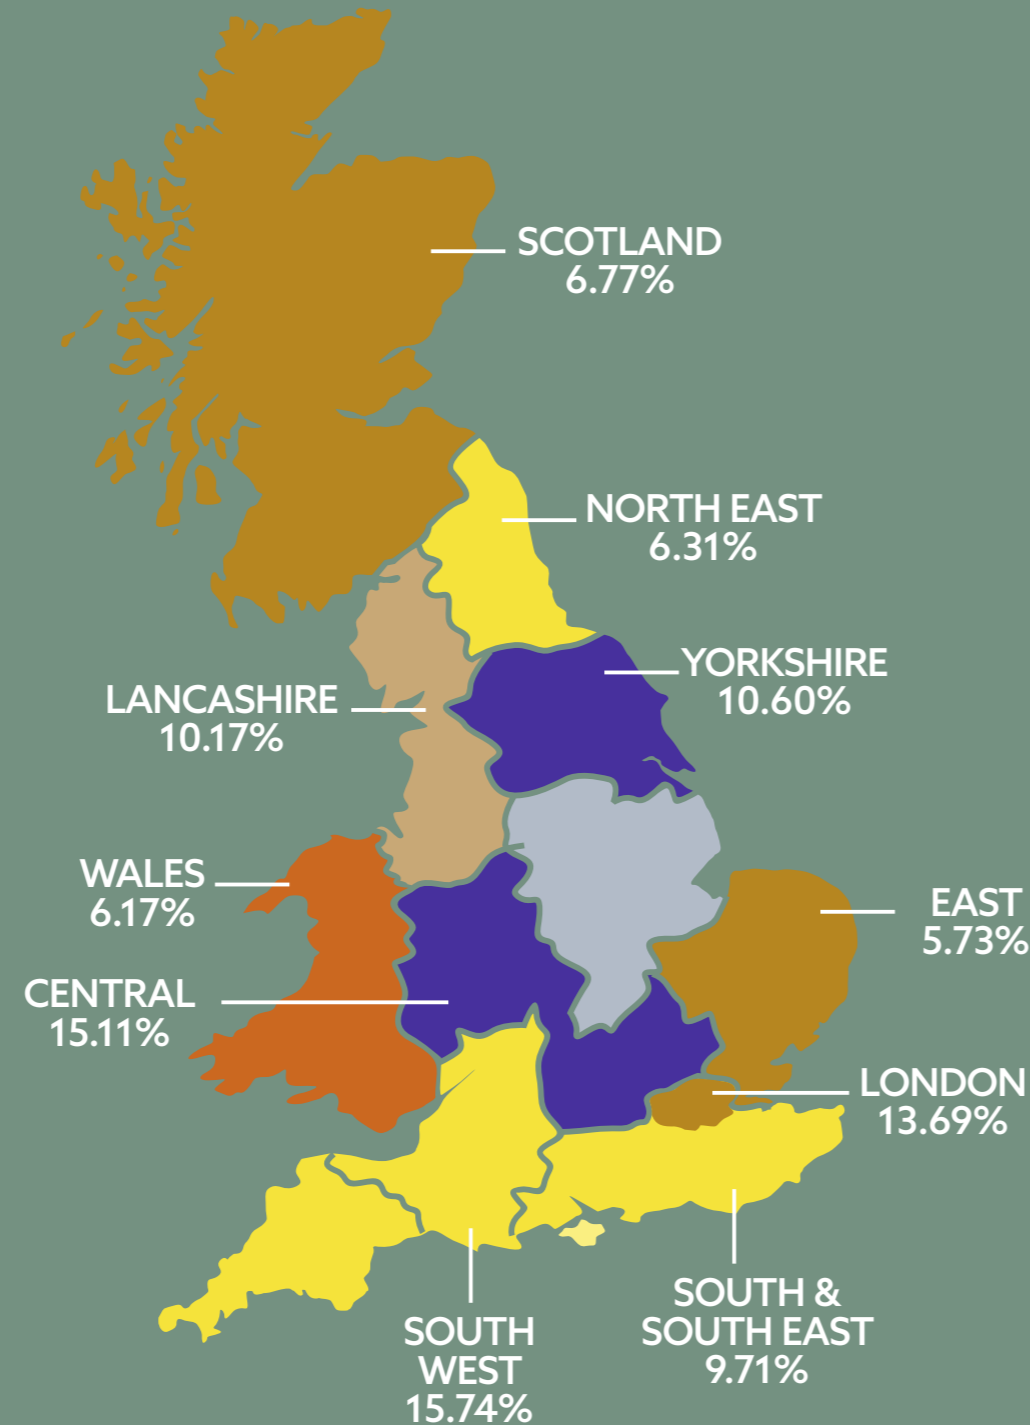 SCOTLAND
6.77%
NORTH EAST
6.31%
YORKSHIRE
10.60%
LANCASHIRE
10.17%
WALES
6.17%
EAST
5.73%
CENTRAL
15.11%
LONDON
13.69%
SOUTH &
SOUTH EAST
9.71%
SOUTH
WEST
15.74%